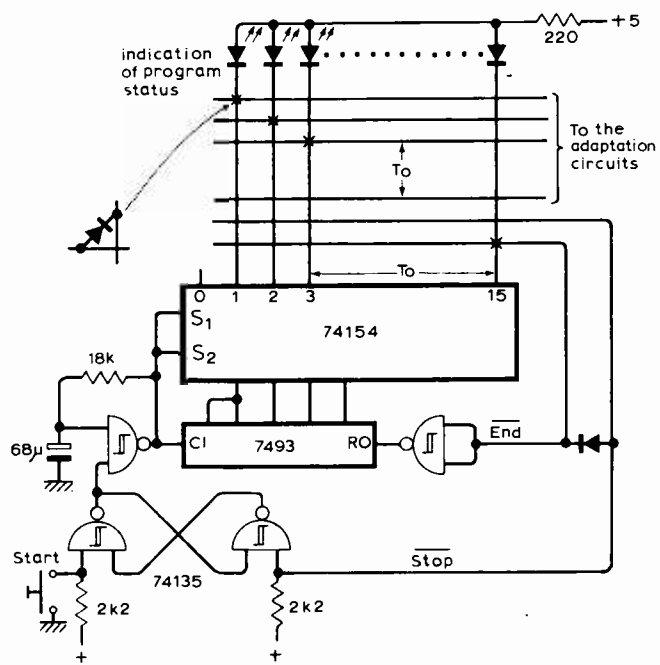 +5
220
indication
of program
status
To the
adaptation
circuits
To
To
0 1 2 3 15
S1
S2
74154
18k
68μ
CI
7493
RO
End
Start
74135
Stop
2k2
2k2
+
+